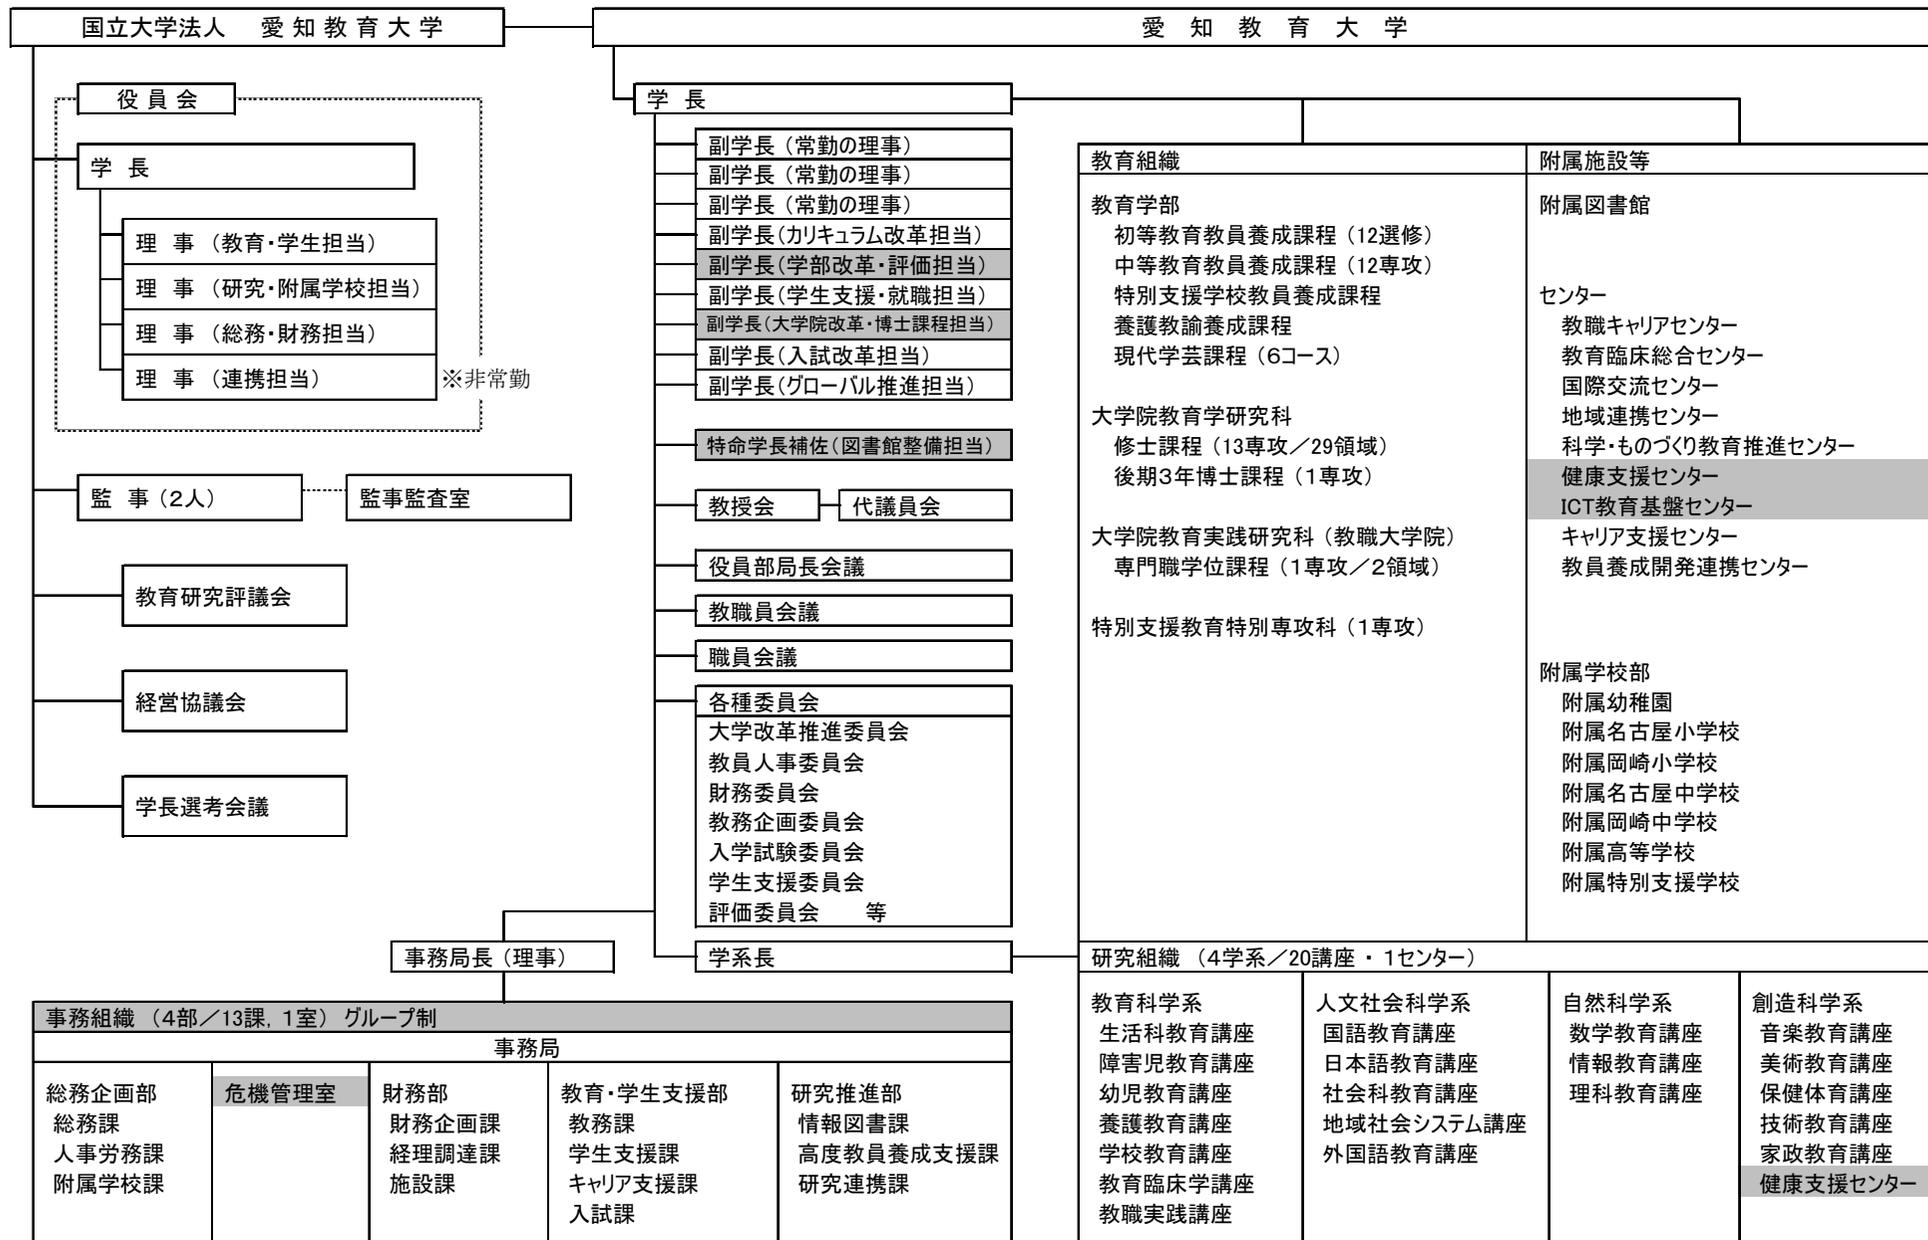 国立大学法人 愛知教育大学
役員会
学 長
理 事 (教育・学生担当)
理 事 (研究・附属学校担当)
理 事 (総務・財務担当)
理 事 (連携担当)
※非常勤
監 事 (2人)
監事監査室
教育研究評議会
経営協議会
学長選考会議
愛 知 教 育 大 学
学 長
副学長 (常勤の理事)
副学長 (常勤の理事)
副学長 (常勤の理事)
副学長(カリキュラム改革担当)
副学長(学部改革・評価担当)
副学長(学生支援・就職担当)
副学長(大学院改革・博士課程担当)
副学長(入試改革担当)
副学長(グローバル推進担当)
特命学長補佐(図書館整備担当)
教授会
代議員会
役員部局長会議
教職員会議
職員会議
各種委員会
大学改革推進委員会
教員人事委員会
財務委員会
教務企画委員会
入学試験委員会
学生支援委員会
評価委員会 等
学系長
教育組織
教育学部
初等教育教員養成課程 (12選修)
中等教育教員養成課程 (12専攻)
特別支援学校教員養成課程
養護教諭養成課程
現代学芸課程 (6コース)
大学院教育学研究科
修士課程 (13専攻/29領域)
後期3年博士課程 (1専攻)
大学院教育実践研究科 (教職大学院)
専門職学位課程 (1専攻/2領域)
特別支援教育特別専攻科 (1専攻)
附属施設等
附属図書館
センター
教職キャリアセンター
教育臨床総合センター
国際交流センター
地域連携センター
科学・ものづくり教育推進センター
健康支援センター
ICT教育基盤センター
キャリア支援センター
教員養成開発連携センター
附属学校部
附属幼稚園
附属名古屋小学校
附属岡崎小学校
附属名古屋中学校
附属岡崎中学校
附属高等学校
附属特別支援学校
事務局長 (理事)
事務組織 (4部/13課, 1室) グループ制
事務局
総務企画部
総務課
人事労務課
附属学校課
危機管理室
財務部
財務企画課
経理調達課
施設課
教育・学生支援部
教務課
学生支援課
キャリア支援課
入試課
研究推進部
情報図書課
高度教員養成支援課
研究連携課
研究組織 (4学系/20講座・1センター)
教育科学系
生活科教育講座
障害児教育講座
幼児教育講座
養護教育講座
学校教育講座
教育臨床学講座
教職実践講座
人文社会科学系
国語教育講座
日本語教育講座
社会科教育講座
地域社会システム講座
外国語教育講座
自然科学系
数学教育講座
情報教育講座
理科教育講座
創造科学系
音楽教育講座
美術教育講座
保健体育講座
技術教育講座
家政教育講座
健康支援センター